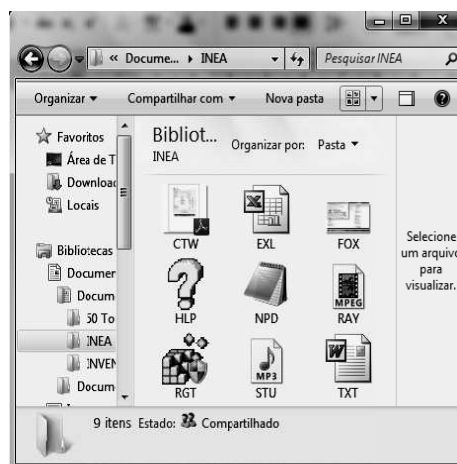 « Docume... ▸ INEA
Pesquisar INEA
Organizar ▾ Compartilhar com ▾ Nova pasta
Favoritos
Área de T
Downloac
Locais
Bibliotecas
Documer
Docum
50 To
INEA
INVEN
Docum
Bibliot...
INEA
Organizar por: Pasta ▾
CTW
EXL
FOX
HLP
NPD
MPEG
RAY
RGT
MP3
STU
TXT
Selecione
um arquivo
para
visualizar.
9 itens Estado: Compartilhado